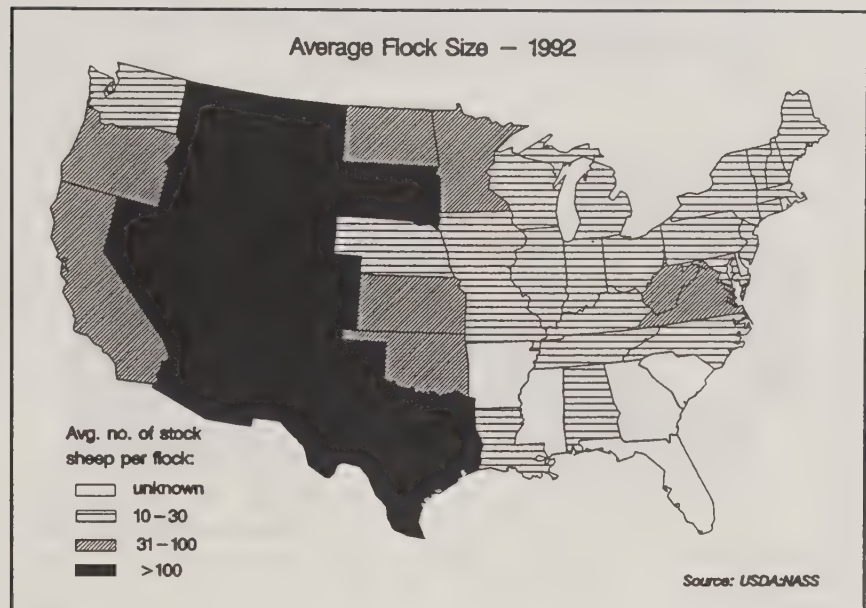 Average Flock Size – 1992
Avg. no. of stock
sheep per flock:
unknown
10–30
31–100
>100
Source: USDA:NASS